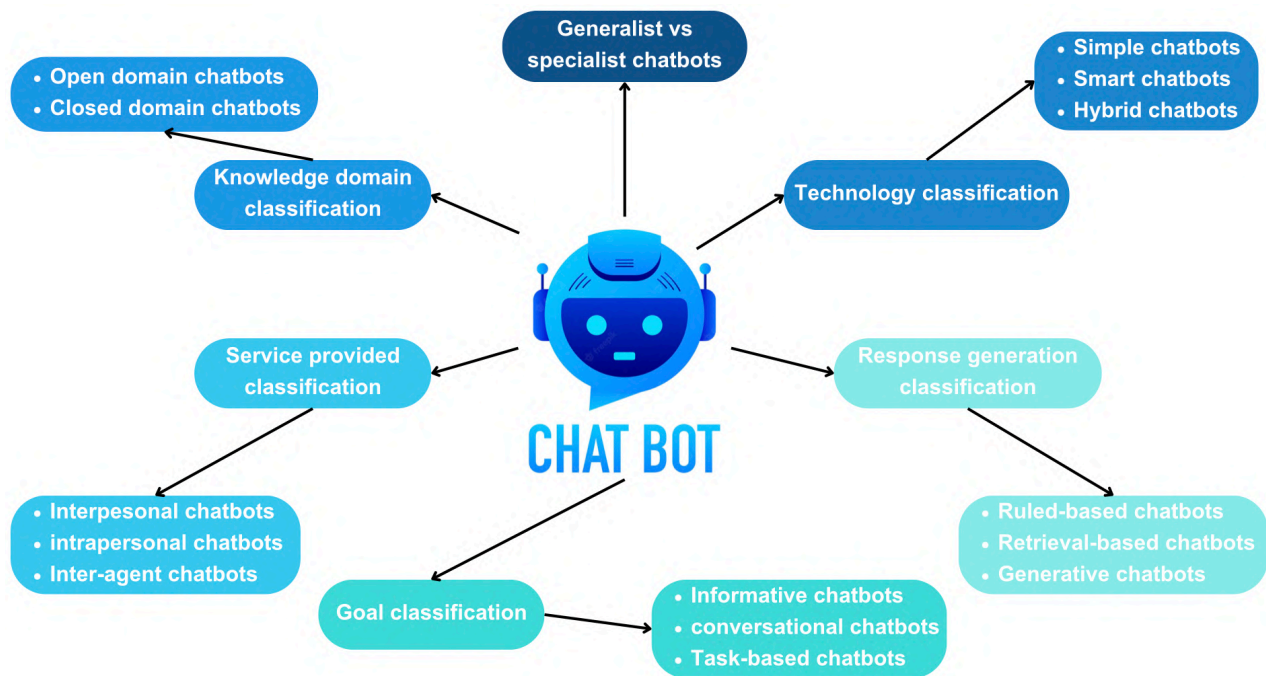 Generalist vs
specialist chatbots
• Open domain chatbots
• Closed domain chatbots
Knowledge domain
classification
• Simple chatbots
• Smart chatbots
• Hybrid chatbots
Technology classification
Service provided
classification
• Interpesonal chatbots
• intrapersonal chatbots
• Inter-agent chatbots
CHAT BOT
Response generation
classification
• Ruled-based chatbots
• Retrieval-based chatbots
• Generative chatbots
Goal classification
• Informative chatbots
• conversational chatbots
• Task-based chatbots